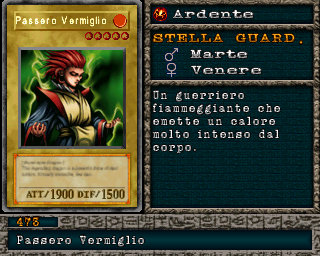 Passero Vermiglio
ATT/1900 DIF/1500
Ardente
STELLA GUARD.
Marte
Venere
Un guerriero
fiammeggiante che
emette un calore
molto intenso dal
corpo.
473
Passero Vermiglio